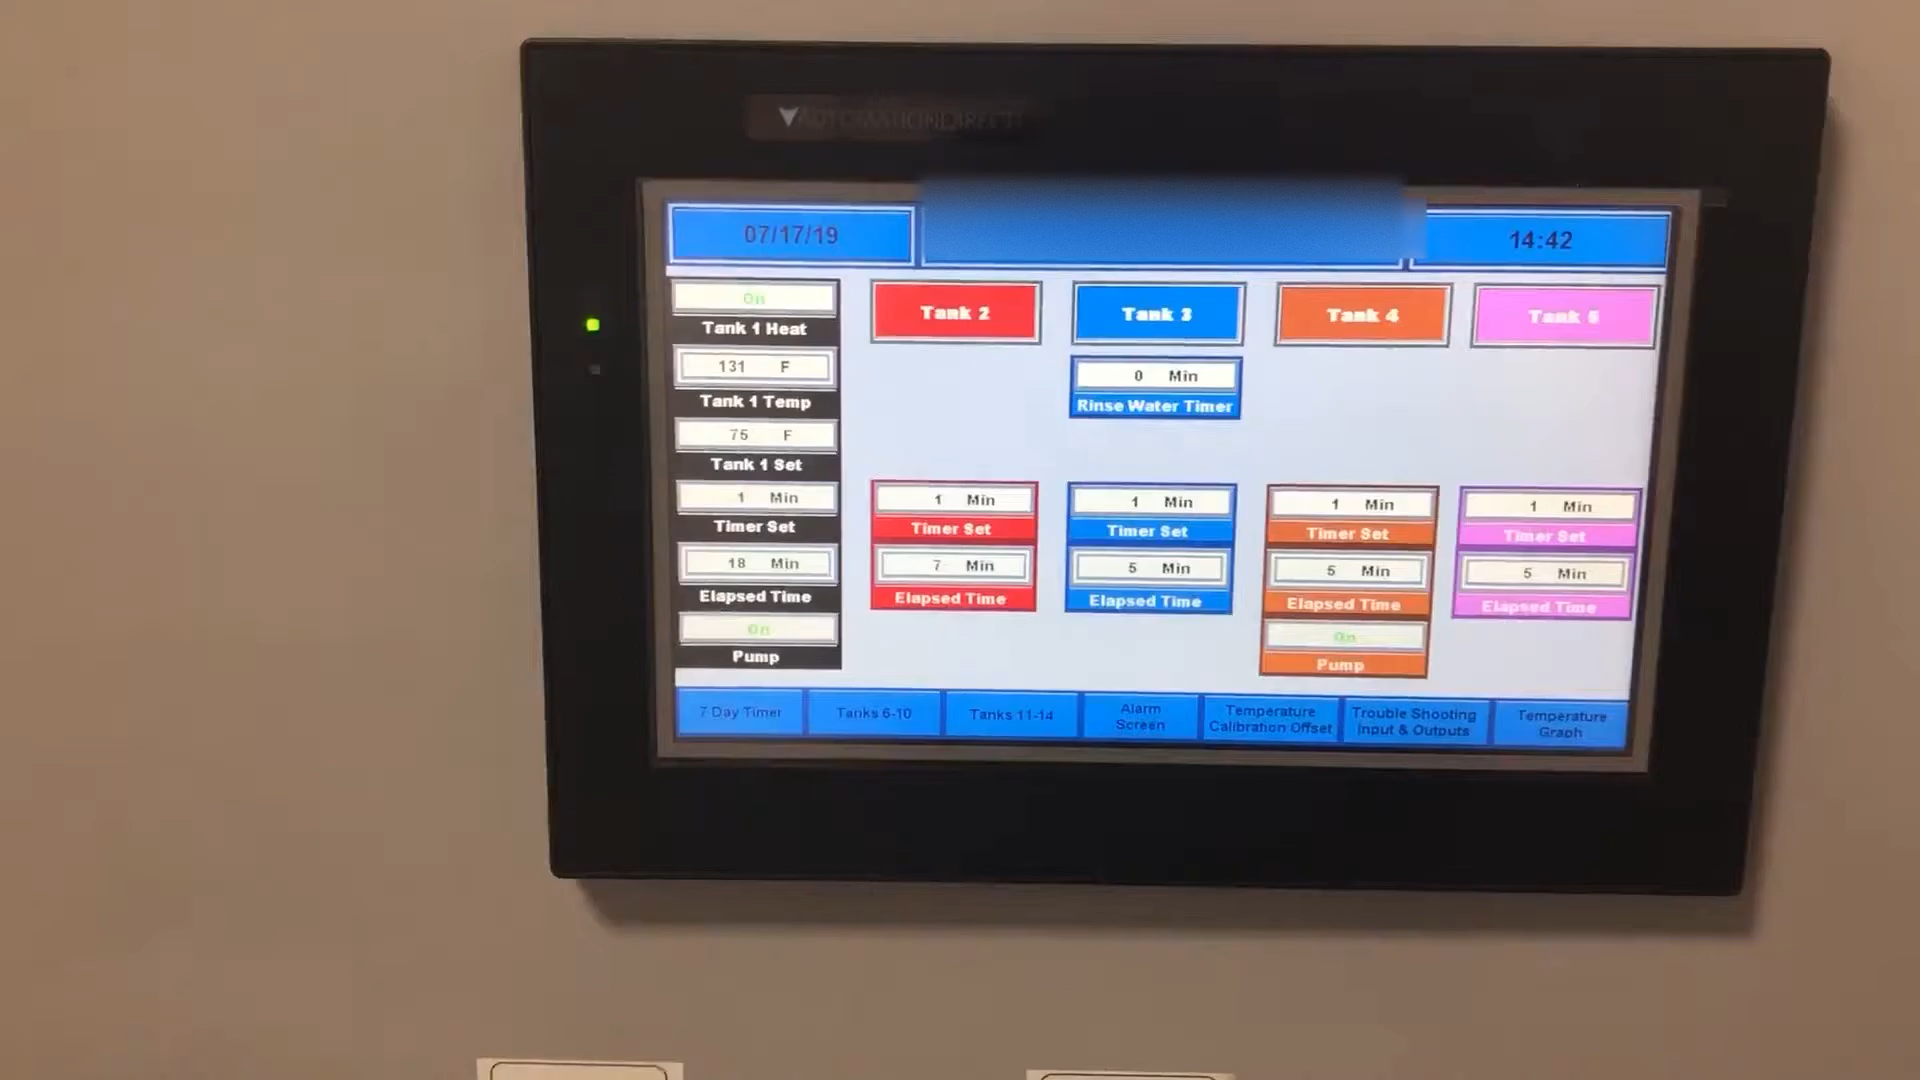 AUTOMATIONDIRECT
07/17/19
14:42
On
Tank 1 Heat
131 F
Tank 1 Temp
75 F
Tank 1 Set
1 Min
Timer Set
18 Min
Elapsed Time
On
Pump
Tank 2
1 Min
Timer Set
7 Min
Elapsed Time
Tank 3
0 Min
Rinse Water Timer
1 Min
Timer Set
5 Min
Elapsed Time
Tank 4
1 Min
Timer Set
5 Min
Elapsed Time
On
Pump
Tank 5
1 Min
Timer Set
5 Min
Elapsed Time
7 Day Timer
Tanks 6-10
Tanks 11-14
Alarm
Screen
Temperature
Calibration Offset
Trouble Shooting
Input & Outputs
Temperature
Graph